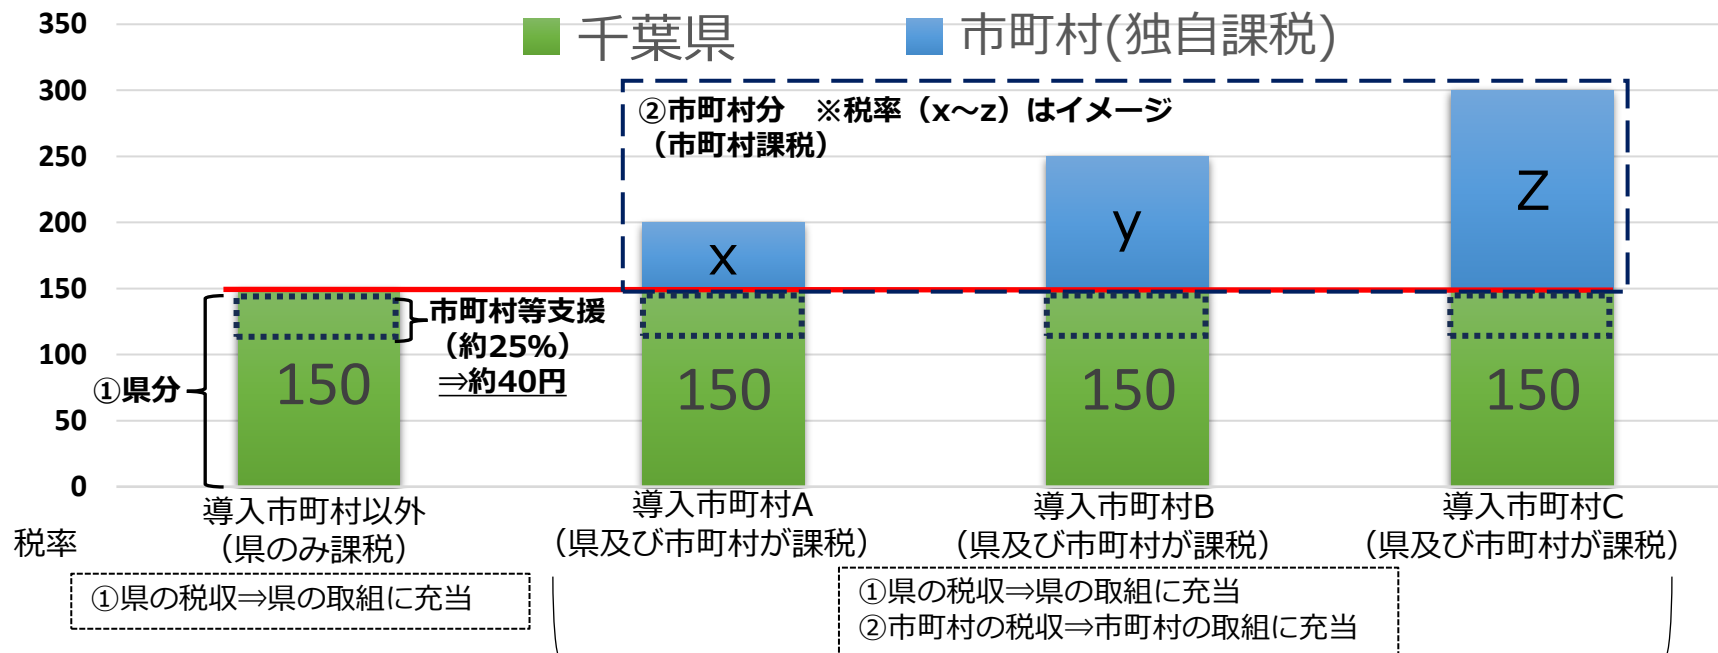 350
300
250
200
150
100
50
0
税率
千葉県
市町村(独自課税)
②市町村分　※税率（x～z）はイメージ
（市町村課税）
x
y
Z
①県分
市町村等支援
（約25%）
⇒約40円
150
150
150
150
導入市町村以外
（県のみ課税）
導入市町村A
（県及び市町村が課税）
導入市町村B
（県及び市町村が課税）
導入市町村C
（県及び市町村が課税）
①県の税収⇒県の取組に充当
①県の税収⇒県の取組に充当
②市町村の税収⇒市町村の取組に充当